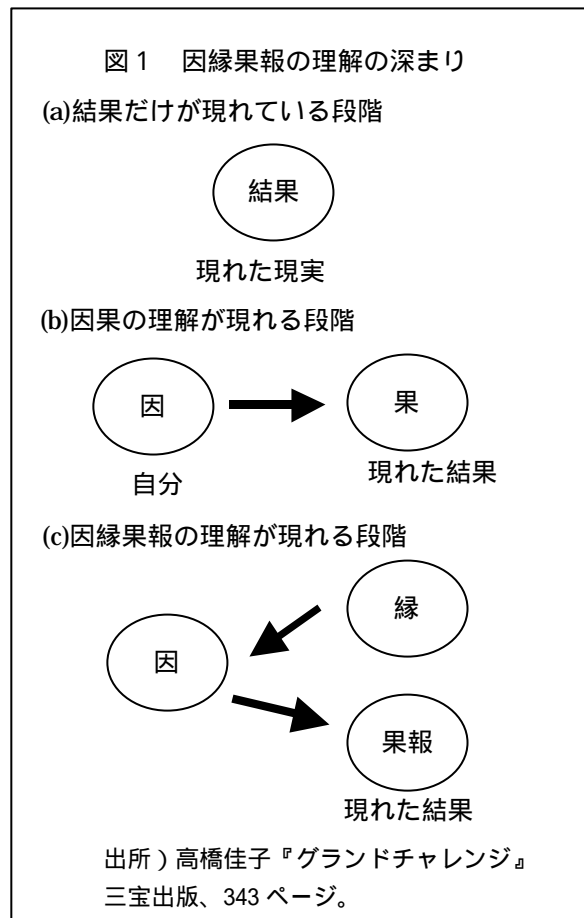 図1 因縁果報の理解の深まり
(a)結果だけが現れている段階
結果
現れた現実
(b)因果の理解が現れる段階
因
果
自分
現れた結果
(c)因縁果報の理解が現れる段階
縁
因
果報
現れた結果
出所）高橋佳子『グランドチャレンジ』
三宝出版、343 ページ。